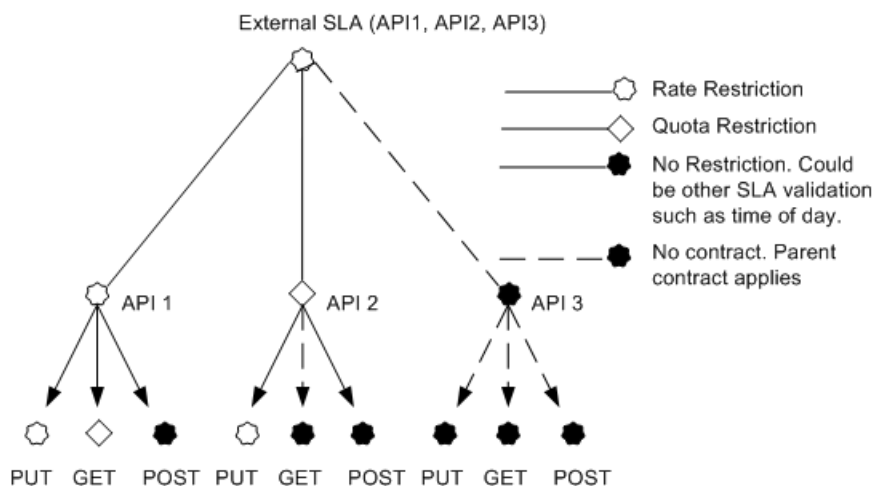 External SLA (API1, API2, API3)
Rate Restriction
Quota Restriction
No Restriction. Could
be other SLA validation
such as time of day.
No contract. Parent
contract applies
API 1
API 2
API 3
PUT GET POST PUT GET POST PUT GET POST